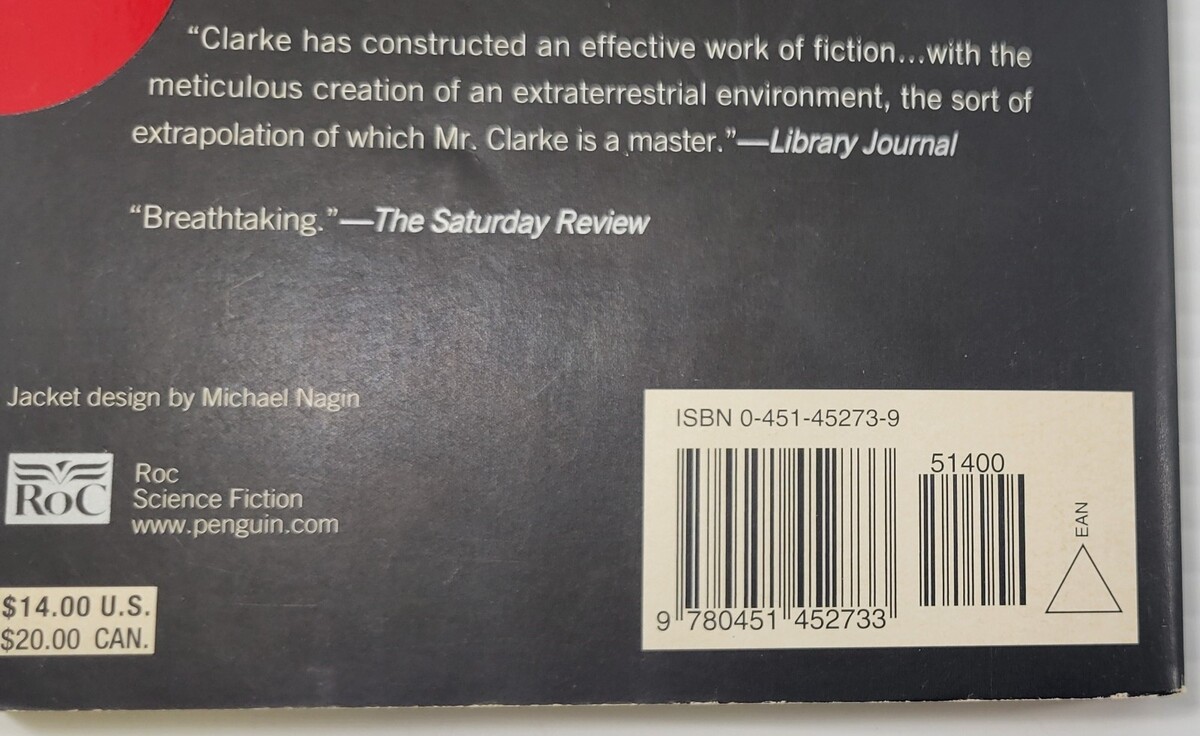 “Clarke has constructed an effective work of fiction...with the
meticulous creation of an extraterrestrial environment, the sort of
extrapolation of which Mr. Clarke is a master.”—Library Journal
“Breathtaking.”—The Saturday Review
Jacket design by Michael Nagin
RoC
Roc
Science Fiction
www.penguin.com
$14.00 U.S.
$20.00 CAN.
ISBN 0-451-45273-9
51400
EAN
9 780451 452733